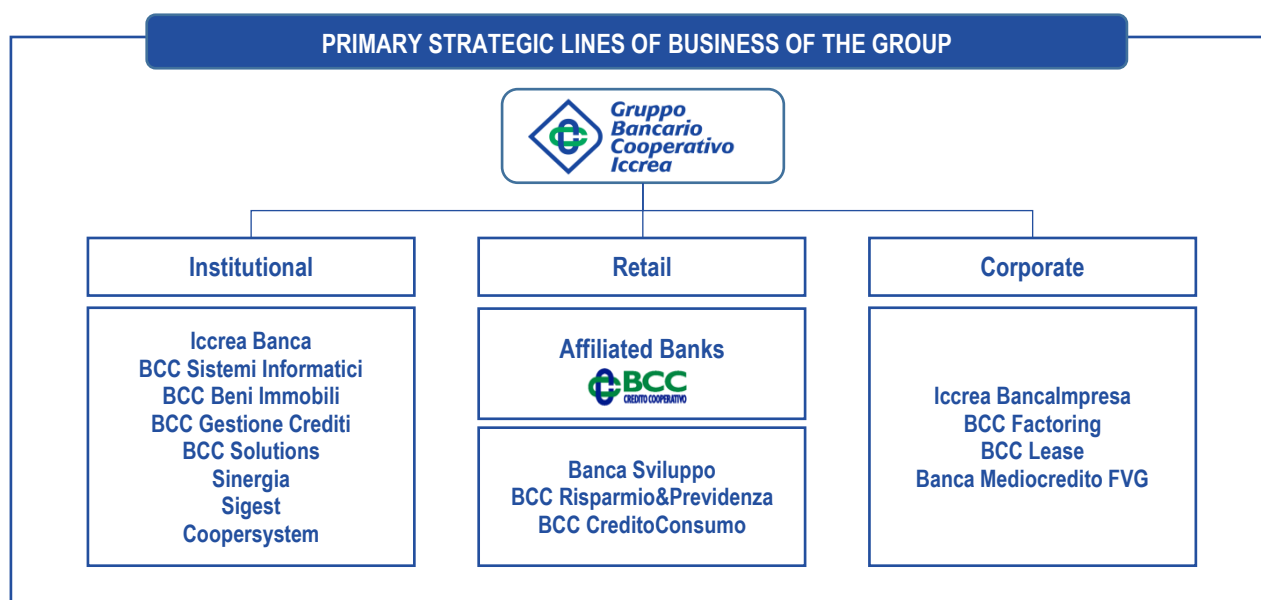 PRIMARY STRATEGIC LINES OF BUSINESS OF THE GROUP
Gruppo
Bancario
Cooperativo
Iccrea
Institutional
Iccrea Banca
BCC Sistemi Informatici
BCC Beni Immobili
BCC Gestione Crediti
BCC Solutions
Sinergia
Sigest
Coopersystem
Retail
Affiliated Banks
BCC
CREDITO COOPERATIVO
Banca Sviluppo
BCC Risparmio&Previdenza
BCC CreditoConsumo
Corporate
Iccrea BancaImpresa
BCC Factoring
BCC Lease
Banca Mediocredito FVG